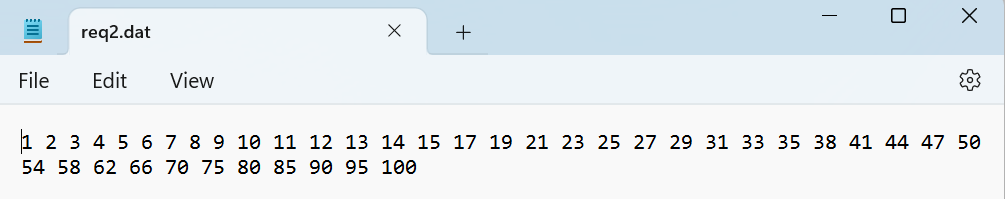 req2.dat
File Edit View
1 2 3 4 5 6 7 8 9 10 11 12 13 14 15 17 19 21 23 25 27 29 31 33 35 38 41 44 47 50
54 58 62 66 70 75 80 85 90 95 100